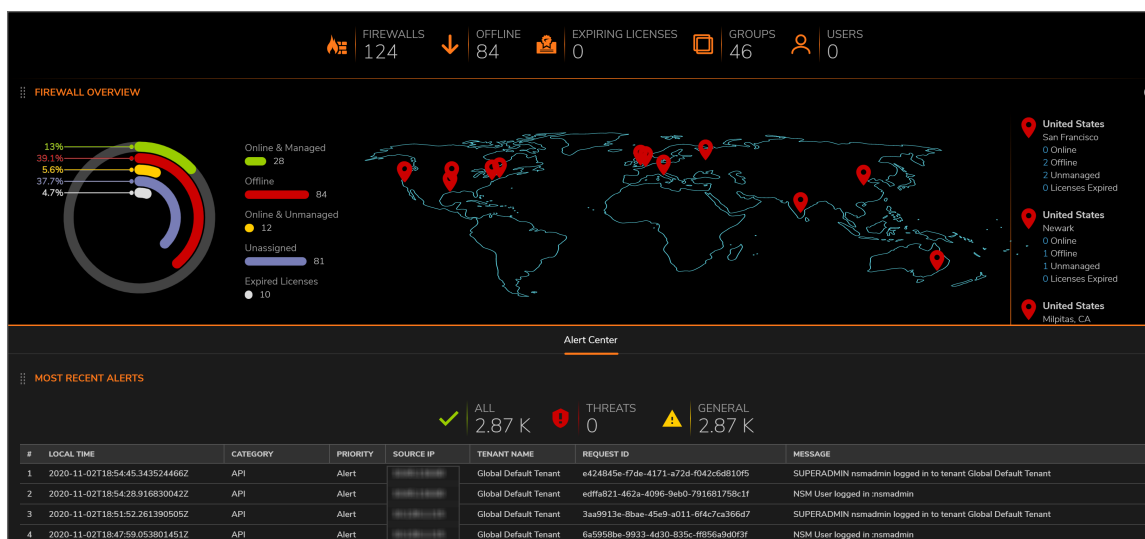 FIREWALLS
124
OFFLINE
84
EXPIRING LICENSES
0
GROUPS
46
USERS
0
FIREWALL OVERVIEW
13%
39.1%
5.6%
37.7%
4.7%
Online & Managed
28
Offline
84
Online & Unmanaged
12
Unassigned
81
Expired Licenses
10
United States
San Francisco
0 Online
2 Offline
2 Unmanaged
0 Licenses Expired
United States
Newark
0 Online
1 Offline
1 Unmanaged
0 Licenses Expired
United States
Milpitas, CA
Alert Center
MOST RECENT ALERTS
ALL
2.87 K
THREATS
0
GENERAL
2.87 K
# LOCAL TIME CATEGORY PRIORITY SOURCE IP TENANT NAME REQUEST ID MESSAGE
1 2020-11-02T18:54:45.343524466Z API Alert Global Default Tenant e424845e-f7de-4171-a72d-f042c6d810f5 SUPERADMIN nsmadmin logged in to tenant Global Default Tenant
2 2020-11-02T18:54:28.916830042Z API Alert Global Default Tenant edffa821-462a-4096-9eb0-791681758c1f NSM User logged in :nsmadmin
3 2020-11-02T18:51:52.261390505Z API Alert Global Default Tenant 3aa9913e-8bae-45e9-a011-6f4c7ca366d7 SUPERADMIN nsmadmin logged in to tenant Global Default Tenant
4 2020-11-02T18:47:59.053801451Z API Alert Global Default Tenant 6a5958be-9933-4d30-835c-ff856a9d0f3f NSM User logged in :nsmadmin